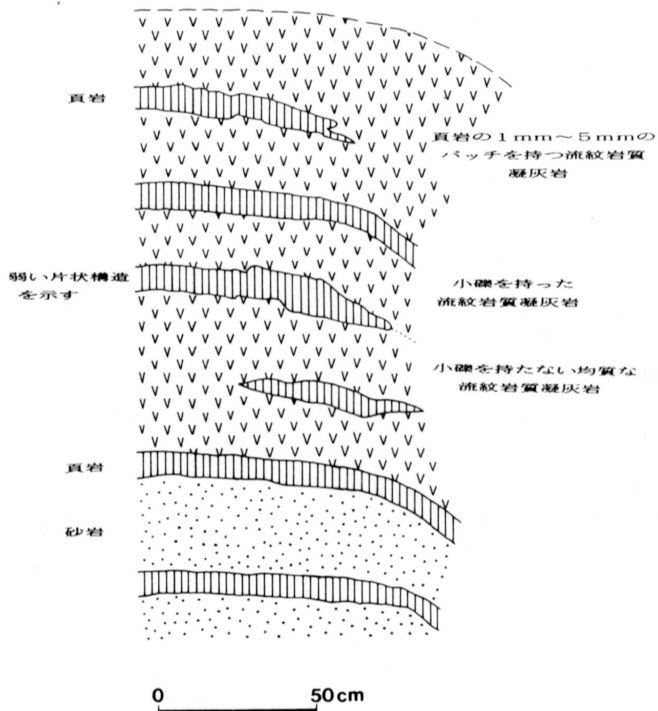 頁岩
頁岩の1mm～5mmの
パッチを持つ流紋岩質
凝灰岩
弱い片状構造
を示す
小礫を持った
流紋岩質凝灰岩
小礫を持たない均質な
流紋岩質凝灰岩
頁岩
砂岩
0 50cm